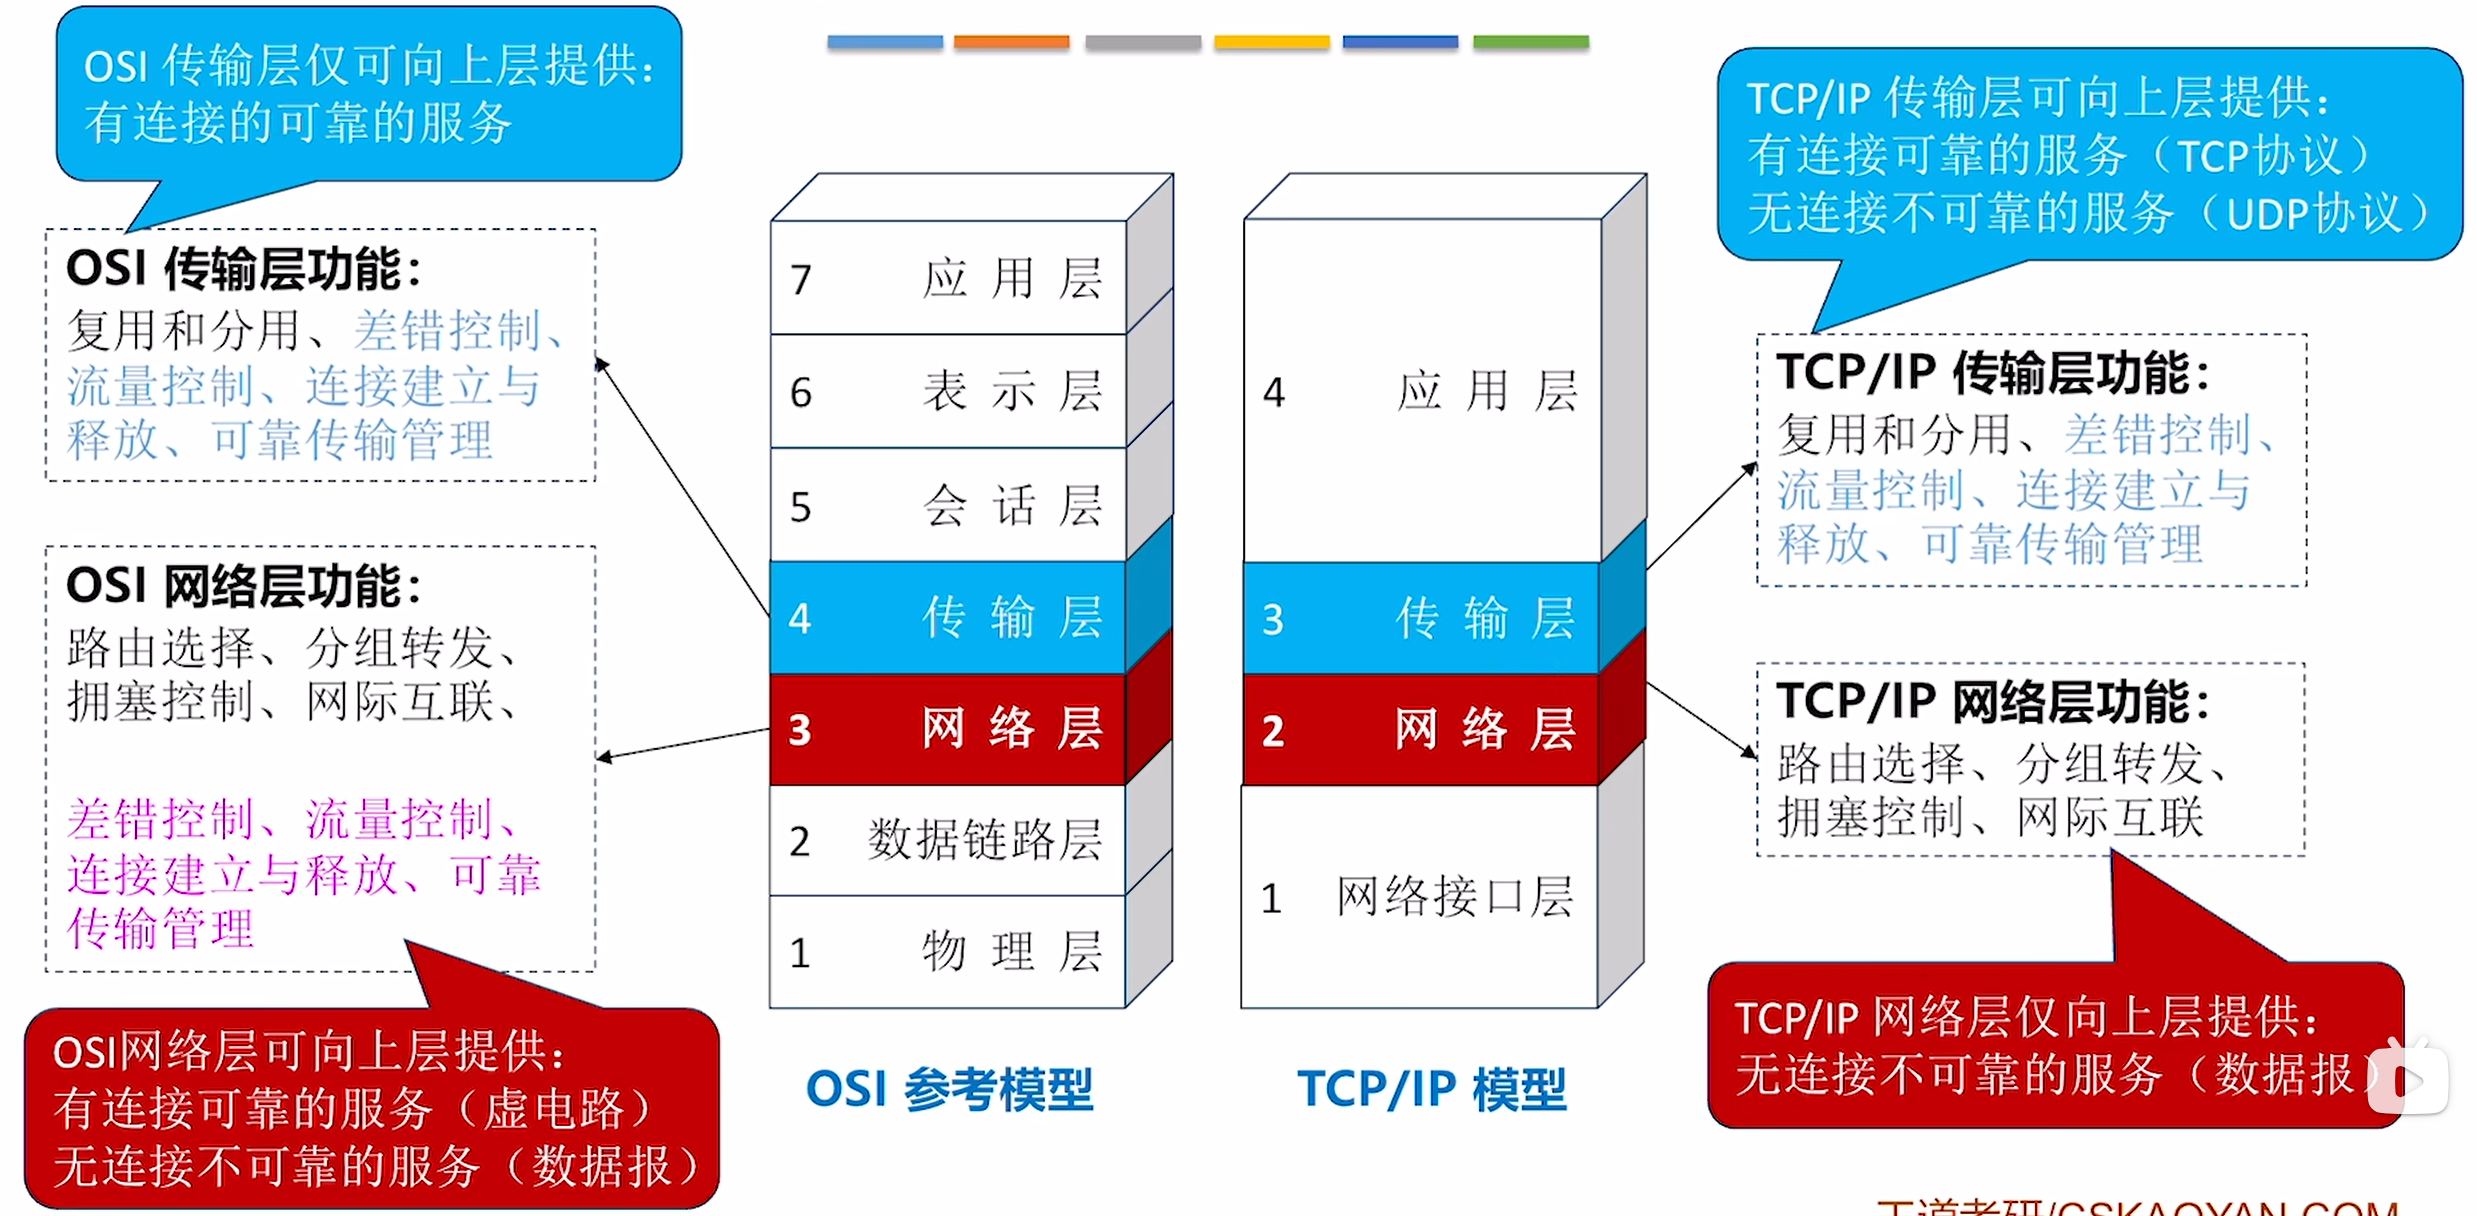 OSI 传输层仅可向上层提供：
有连接的可靠的服务
OSI 传输层功能：
复用和分用、差错控制、
流量控制、连接建立与
释放、可靠传输管理
OSI 网络层功能：
路由选择、分组转发、
拥塞控制、网际互联、
差错控制、流量控制、
连接建立与释放、可靠
传输管理
OSI网络层可向上层提供：
有连接可靠的服务（虚电路）
无连接不可靠的服务（数据报）
7 应用层
6 表示层
5 会话层
4 传输层
3 网络层
2 数据链路层
1 物理层
OSI 参考模型
4 应用层
3 传输层
2 网络层
1 网络接口层
TCP/IP 模型
TCP/IP 传输层可向上层提供：
有连接可靠的服务（TCP协议）
无连接不可靠的服务（UDP协议）
TCP/IP 传输层功能：
复用和分用、差错控制、
流量控制、连接建立与
释放、可靠传输管理
TCP/IP 网络层功能：
路由选择、分组转发、
拥塞控制、网际互联
TCP/IP 网络层仅向上层提供：
无连接不可靠的服务（数据报）
王道考研/CSKAOYAN.COM